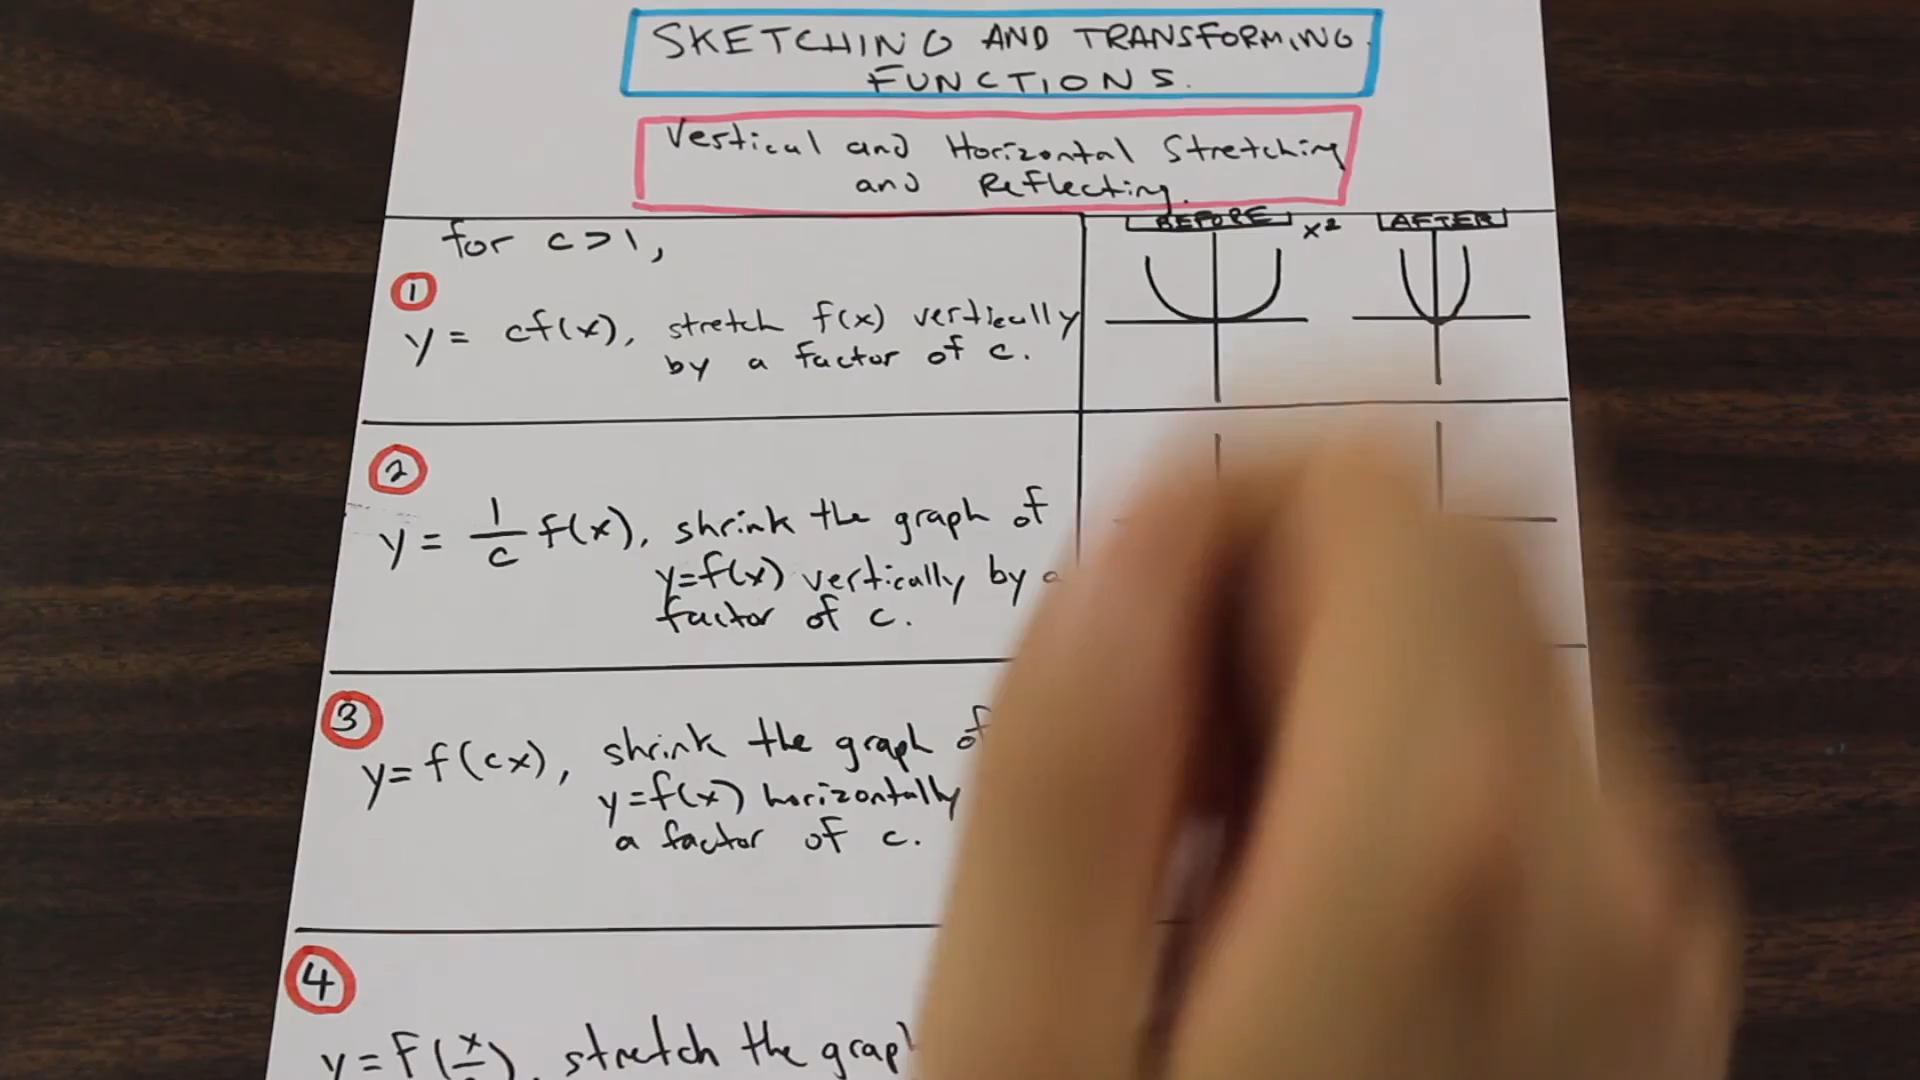 SKETCHING AND TRANSFORMING
FUNCTIONS.
Vertical and Horizontal Stretching
and Reflecting.
BEFORE x² AFTER
for c>1,
1
y = cf(x), stretch f(x) vertically
by a factor of c.
2
y = 1/c f(x), shrink the graph of
y=f(x) vertically by a
factor of c.
3
y=f(cx), shrink the graph of
y=f(x) horizontally
a factor of c.
4
y=f(x/ ), stretch the graph